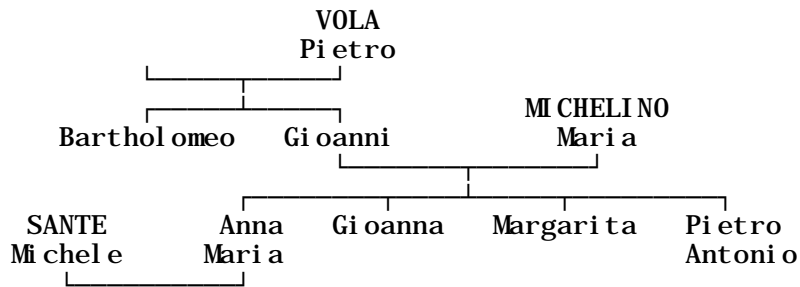 VOLA
Pietro
MICHELINO
Bartholomeo Gioanni Maria
SANTE Anna Gioanna Margarita Pietro
Michele Maria Antonio